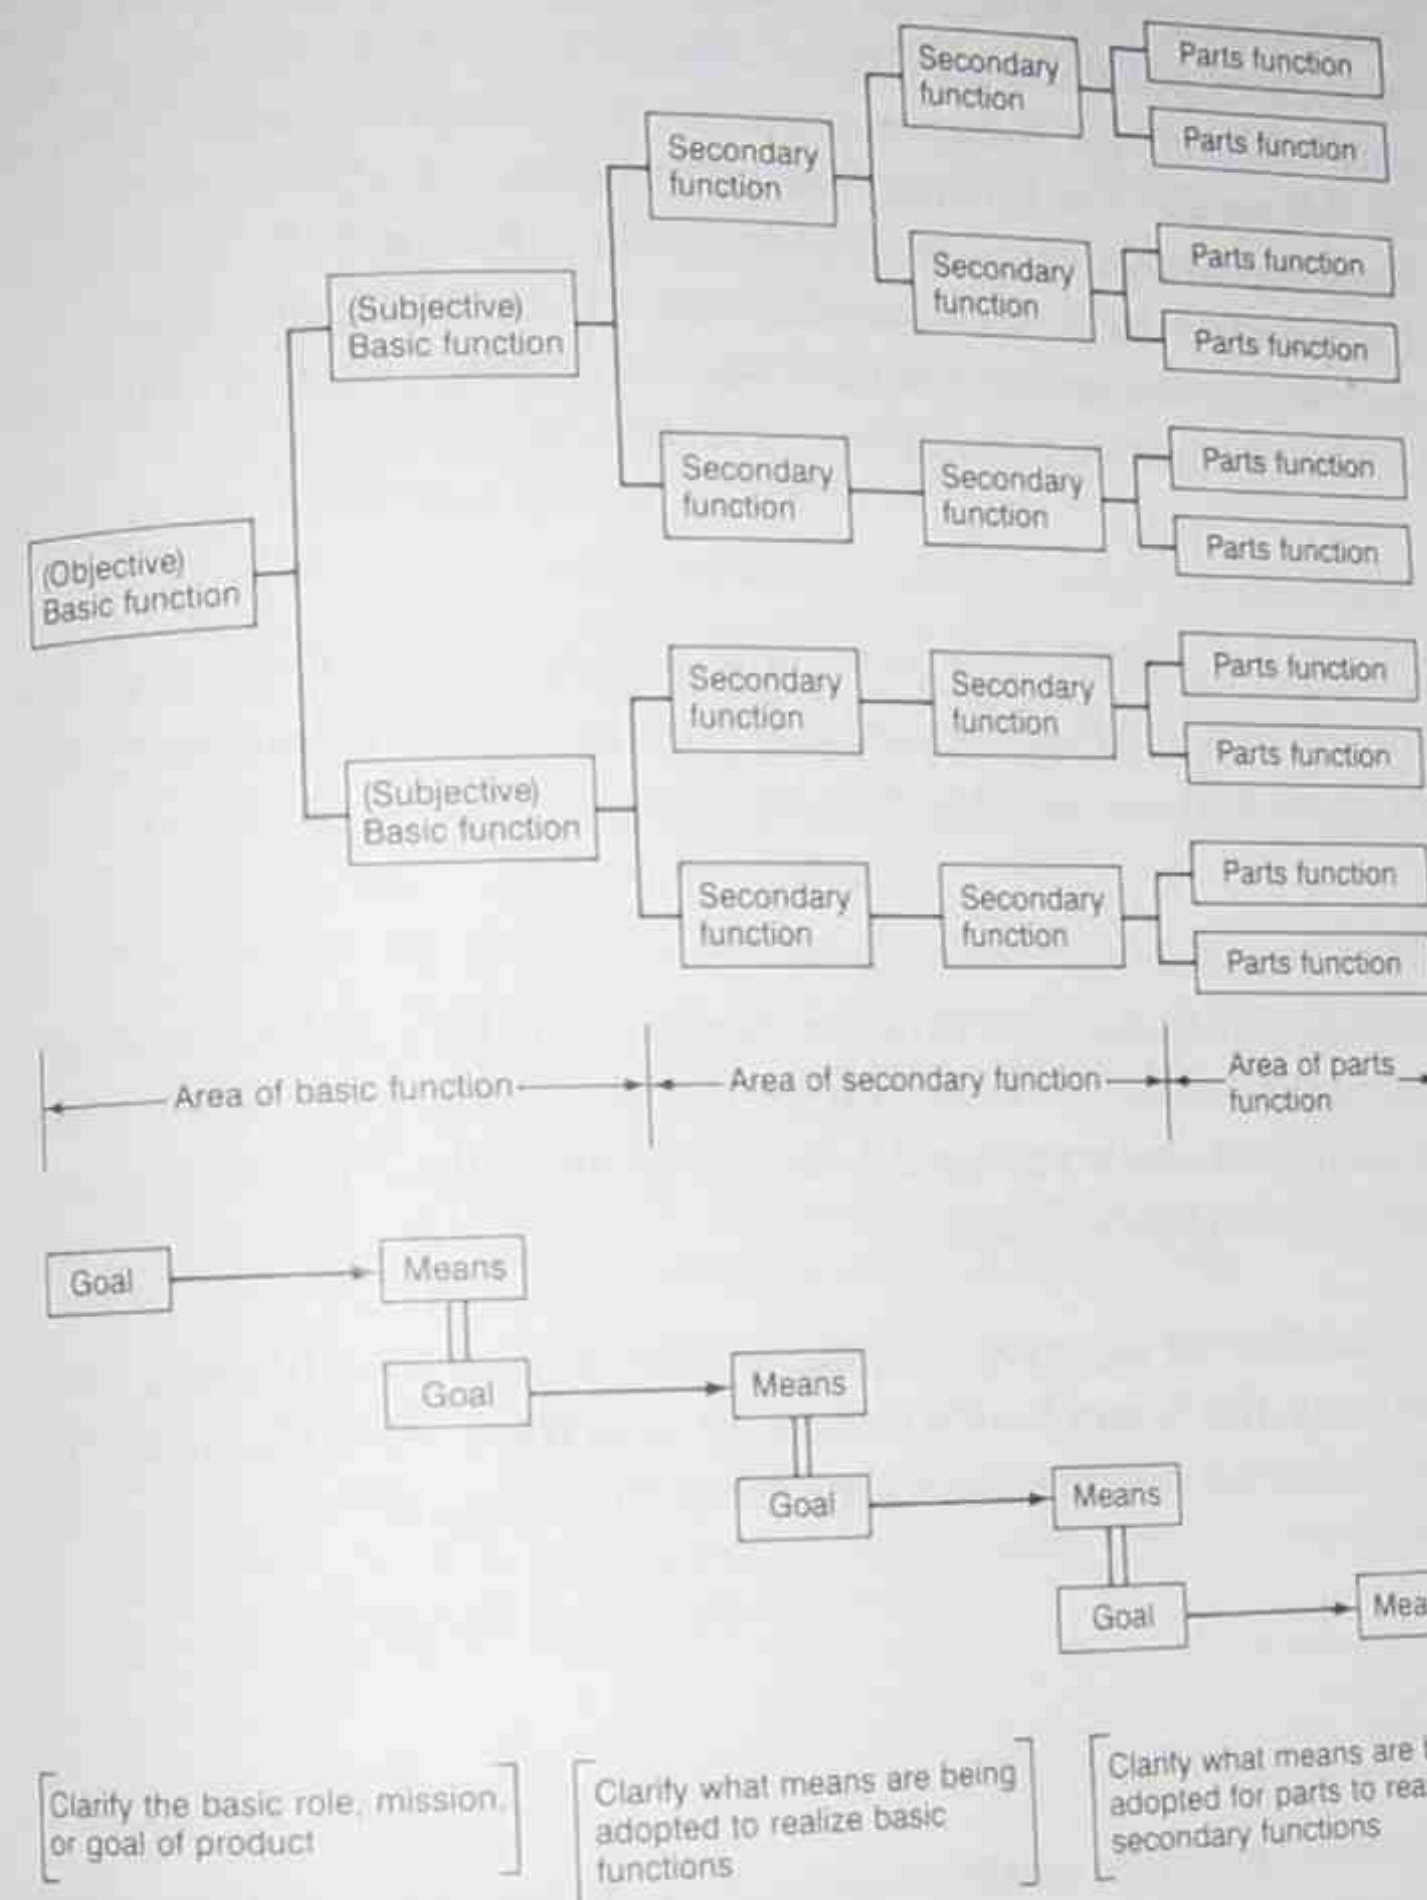 Secondary
function
Parts function
Parts function
Secondary
function
Secondary
function
Parts function
Parts function
(Subjective)
Basic function
Secondary
function
Secondary
function
Parts function
Parts function
(Objective)
Basic function
Secondary
function
Secondary
function
Parts function
Parts function
(Subjective)
Basic function
Secondary
function
Secondary
function
Parts function
Parts function
Area of basic function
Area of secondary function
Area of parts
function
Goal
Means
Goal
Means
Goal
Means
Goal
Clarify the basic role, mission,
or goal of product
Clarify what means are being
adopted to realize basic
functions
Clarify what means are
adopted for parts to
secondary functions